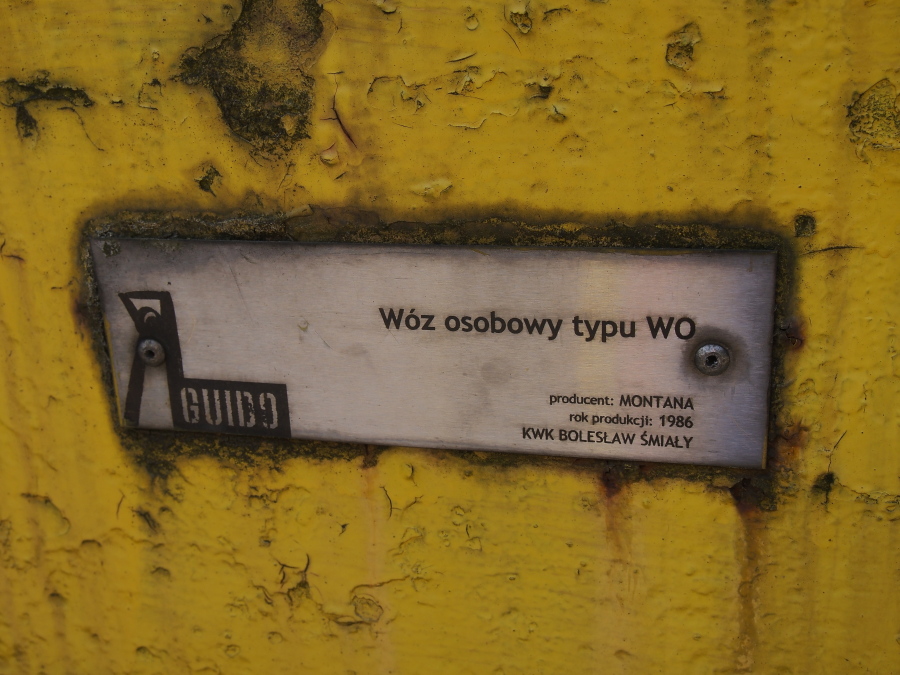 Wóz osobowy typu WO
GUIDO
producent: MONTANA
rok produkcji: 1986
KWK BOLESŁAW ŚMIAŁY